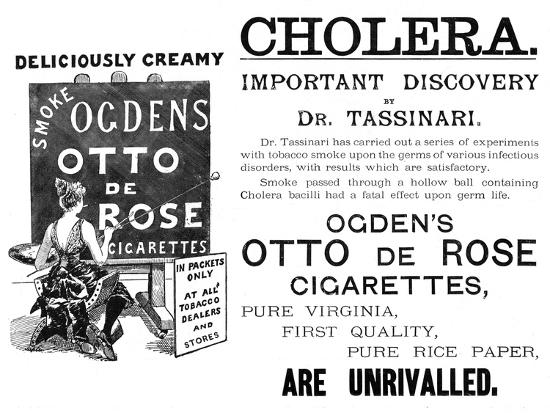 DELICIOUSLY CREAMY
SMOKE
OGDENS
OTTO
DE
ROSE
CIGARETTES
IN PACKETS
ONLY
AT ALL
TOBACCO
DEALERS
AND
STORES
CHOLERA.
IMPORTANT DISCOVERY
BY
DR. TASSINARI.
Dr. Tassinari has carried out a series of experiments
with tobacco smoke upon the germs of various infectious
disorders, with results which are satisfactory.
Smoke passed through a hollow ball containing
Cholera bacilli had a fatal effect upon germ life.
OGDEN'S
OTTO DE ROSE
CIGARETTES,
PURE VIRGINIA,
FIRST QUALITY,
PURE RICE PAPER,
ARE UNRIVALLED.